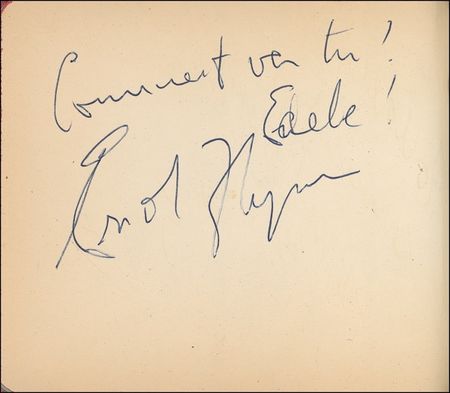 Comment va tu!
Edele!
Errol Flynn